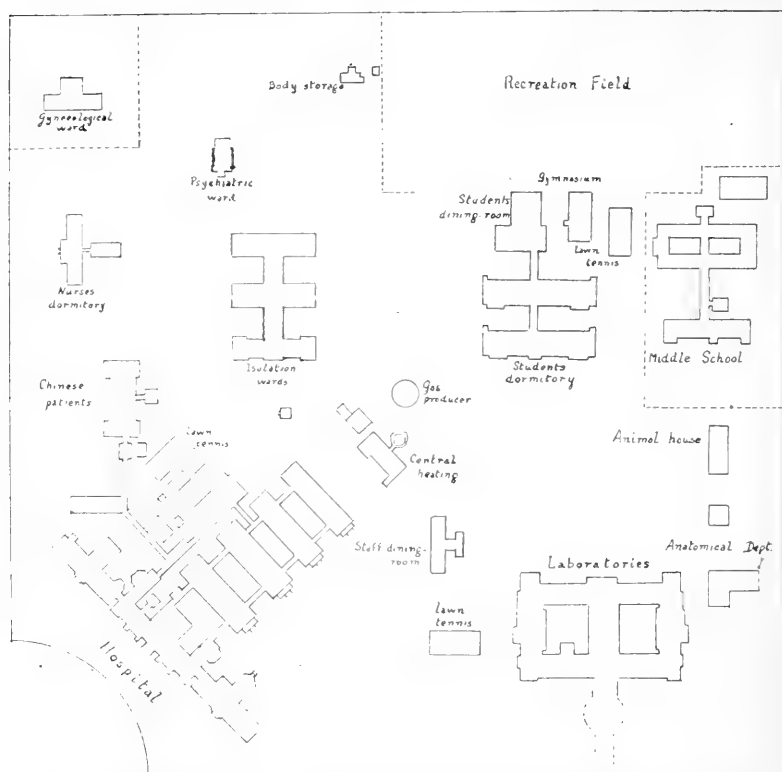 Body storage
Recreation Field
Gynecological
ward
Psychiatric
ward
Gymnasium
Students
dining-room
lawn
tennis
Nurses
dormitory
Isolation
wards
Students
dormitory
Middle School
Chinese
patients
gas
producer
lawn
tennis
Animal house
Central
heating
Staff dining-
room
Laboratories
Anatomical Dept.
lawn
tennis
Hospital